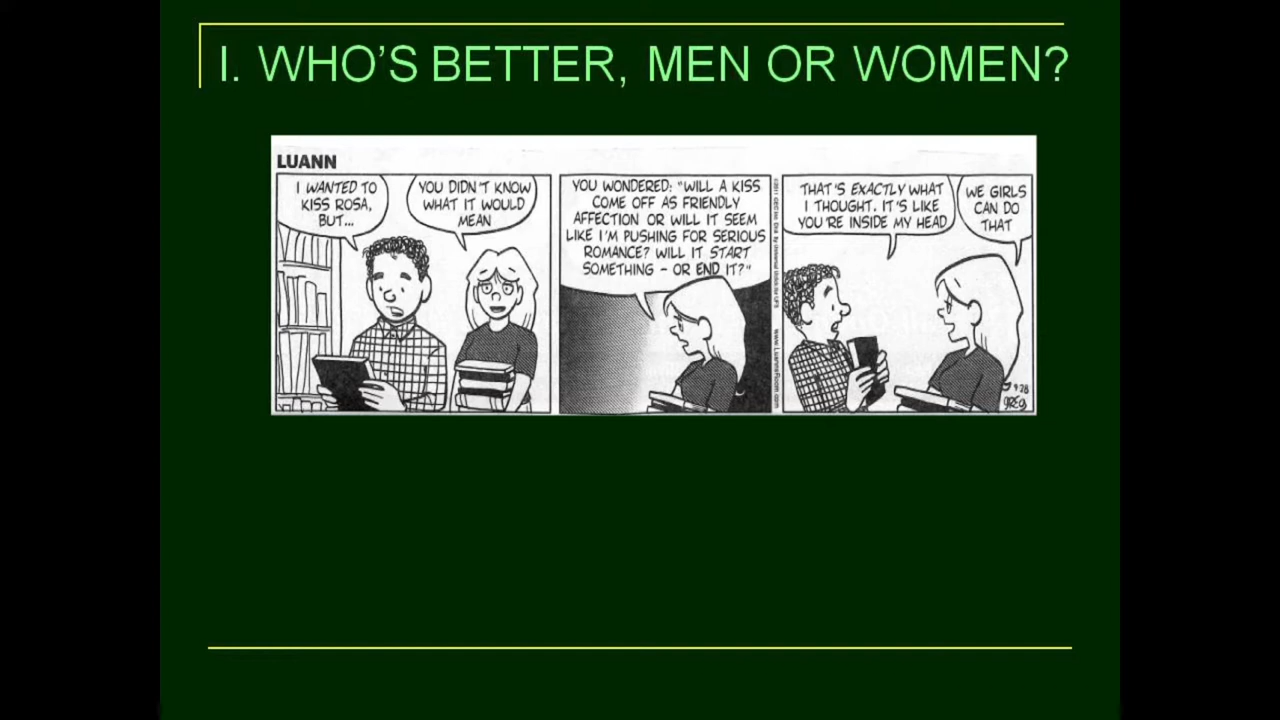 I. WHO'S BETTER, MEN OR WOMEN?
LUANN
I WANTED TO
KISS ROSA,
BUT...
YOU DIDN'T KNOW
WHAT IT WOULD
MEAN
YOU WONDERED: "WILL A KISS
COME OFF AS FRIENDLY
AFFECTION OR WILL IT SEEM
LIKE I'M PUSHING FOR SERIOUS
ROMANCE? WILL IT START
SOMETHING – OR END IT?"
THAT'S EXACTLY WHAT
I THOUGHT. IT'S LIKE
YOU'RE INSIDE MY HEAD
WE GIRLS
CAN DO
THAT
9-28
GREG